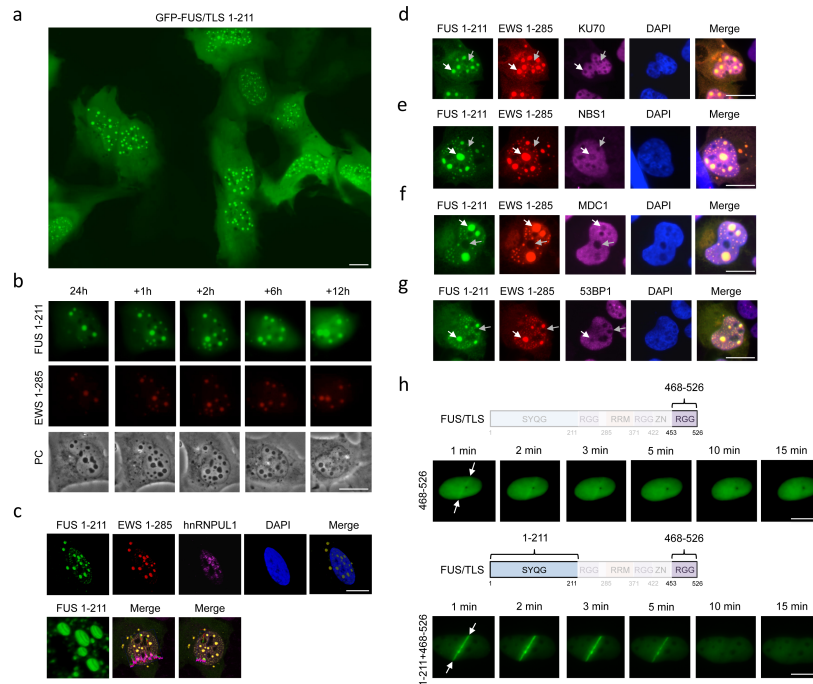 a
GFP-FUS/TLS 1-211
b
24h +1h +2h +6h +12h
FUS 1-211
EWS 1-285
PC
c
FUS 1-211 EWS 1-285 hnRNPUL1 DAPI Merge
FUS 1-211 Merge Merge
d
FUS 1-211 EWS 1-285 KU70 DAPI Merge
e
FUS 1-211 EWS 1-285 NBS1 DAPI Merge
f
FUS 1-211 EWS 1-285 MDC1 DAPI Merge
g
FUS 1-211 EWS 1-285 53BP1 DAPI Merge
h
468-526
FUS/TLS SYQG RGG RRM RGG ZN RGG
1 211 285 371 422 453 526
1 min 2 min 3 min 5 min 10 min 15 min
468-526
1-211 468-526
FUS/TLS SYQG RGG RRM RGG ZN RGG
1 211 285 371 422 453 526
1 min 2 min 3 min 5 min 10 min 15 min
1-211+468-526